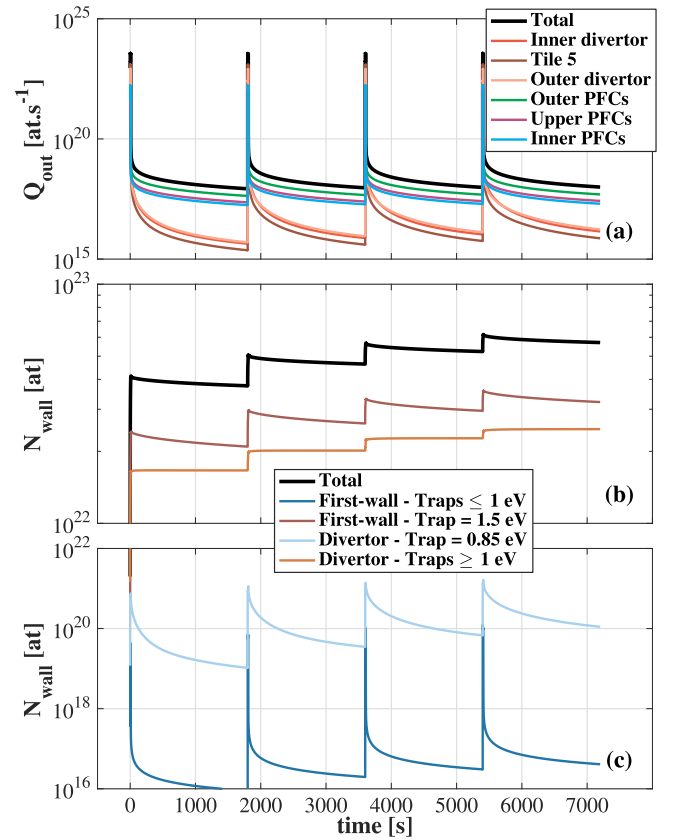 10^25
Q_out [at.s^-1]
10^20
10^15
Total
Inner divertor
Tile 5
Outer divertor
Outer PFCs
Upper PFCs
Inner PFCs
(a)
10^23
N_wall [at]
10^22
(b)
Total
First-wall - Traps ≤ 1 eV
First-wall - Trap = 1.5 eV
Divertor - Trap = 0.85 eV
Divertor - Traps ≥ 1 eV
10^22
10^20
N_wall [at]
10^18
10^16
(c)
0 1000 2000 3000 4000 5000 6000 7000
time [s]